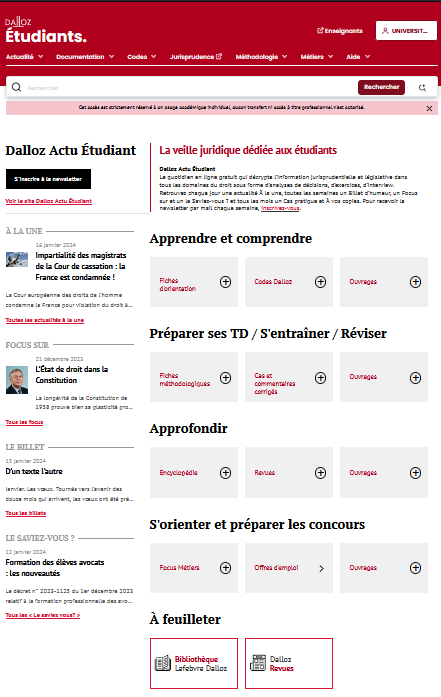 DALLOZ
Étudiants.
Enseignants
UNIVERSIT...
Actualité
Documentation
Codes
Jurisprudence
Méthodologie
Métiers
Aide
Rechercher
Rechercher
Cet accès est strictement réservé à un usage académique individuel, aucun transfert ni accès à titre professionnel n'est autorisé.
Dalloz Actu Étudiant
S'inscrire à la newsletter
Voir le site Dalloz Actu Étudiant
La veille juridique dédiée aux étudiants
Dalloz Actu Étudiant
Le quotidien en ligne gratuit qui décrypte l'information jurisprudentielle et législative dans
tous les domaines du droit sous forme d'analyses de décisions, d'exercices, d'interview.
Retrouvez chaque jour une actualité À la une, toutes les semaines un Billet d'humeur, un Focus
sur et un Le Saviez-vous ? et tous les mois un Cas pratique et À vos copies. Pour recevoir la
newsletter par mail chaque semaine, inscrivez-vous.
À LA UNE
16 janvier 2024
Impartialité des magistrats
de la Cour de cassation : la
France est condamnée !
La Cour européenne des droits de l'homme
condamne la France pour violation du droit à...
Toutes les actualités à la une
FOCUS SUR
21 décembre 2023
L'État de droit dans la
Constitution
La longévité de la Constitution de
1958 prouve bien sa plasticité pro...
Tous les focus
LE BILLET
15 janvier 2024
D'un texte l'autre
Janvier. Les vœux. Tournés vers l'avenir des
douze mois qui arrivent, les vœux ont été pré...
Tous les billets
LE SAVIEZ-VOUS ?
12 janvier 2024
Formation des élèves avocats
: les nouveautés
Le décret n° 2023-1125 du 1er décembre 2023
relatif à la formation professionnelle des avo...
Tous les « Le saviez vous? »
Apprendre et comprendre
Fiches
d'orientation
Codes Dalloz
Ouvrages
Préparer ses TD / S'entraîner / Réviser
Fiches
méthodologiques
Cas et
commentaires
corrigés
Ouvrages
Approfondir
Encyclopédie
Revues
Ouvrages
S'orienter et préparer les concours
Focus Métiers
Offres d'emploi
Ouvrages
À feuilleter
Bibliothèque
Lefebvre Dalloz
Dalloz
Revues